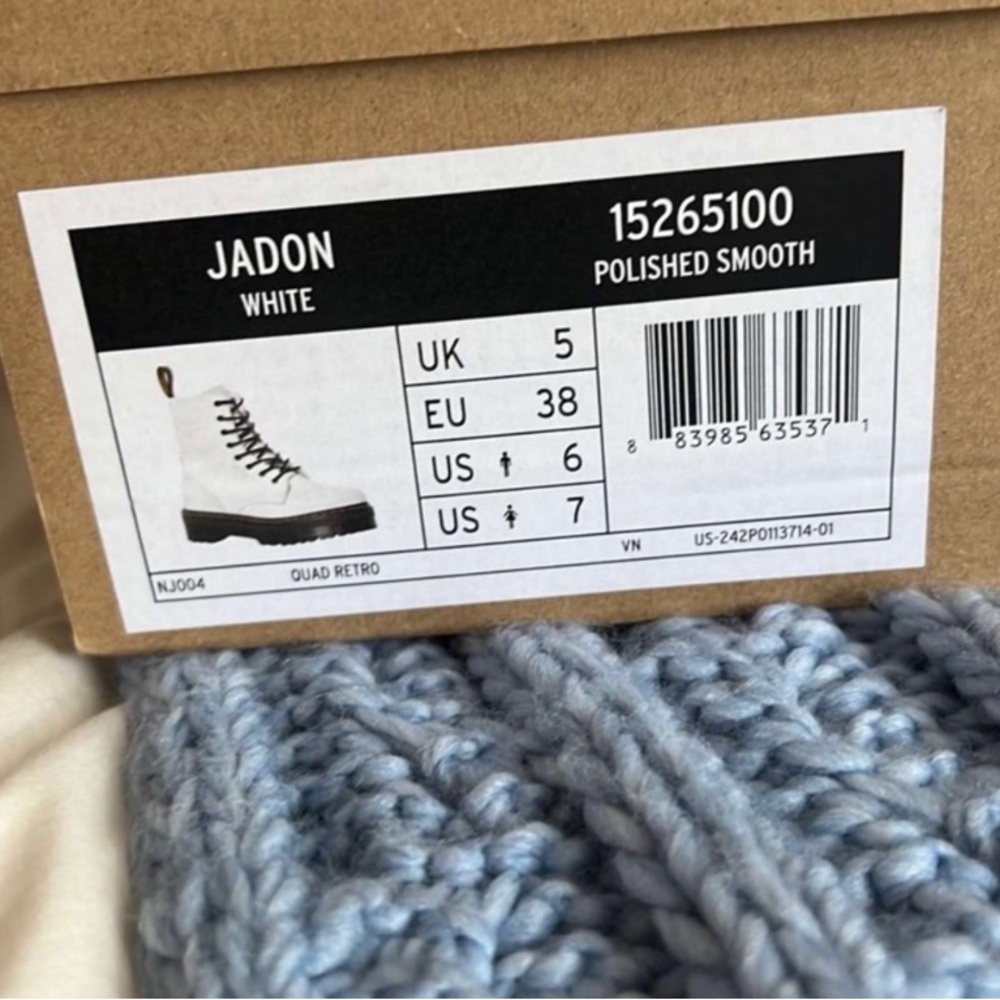 JADON
WHITE
15265100
POLISHED SMOOTH
UK 5
EU 38
US 6
US 7
8 83985 63537 1
NJ004 QUAD RETRO VN US-242P0113714-01